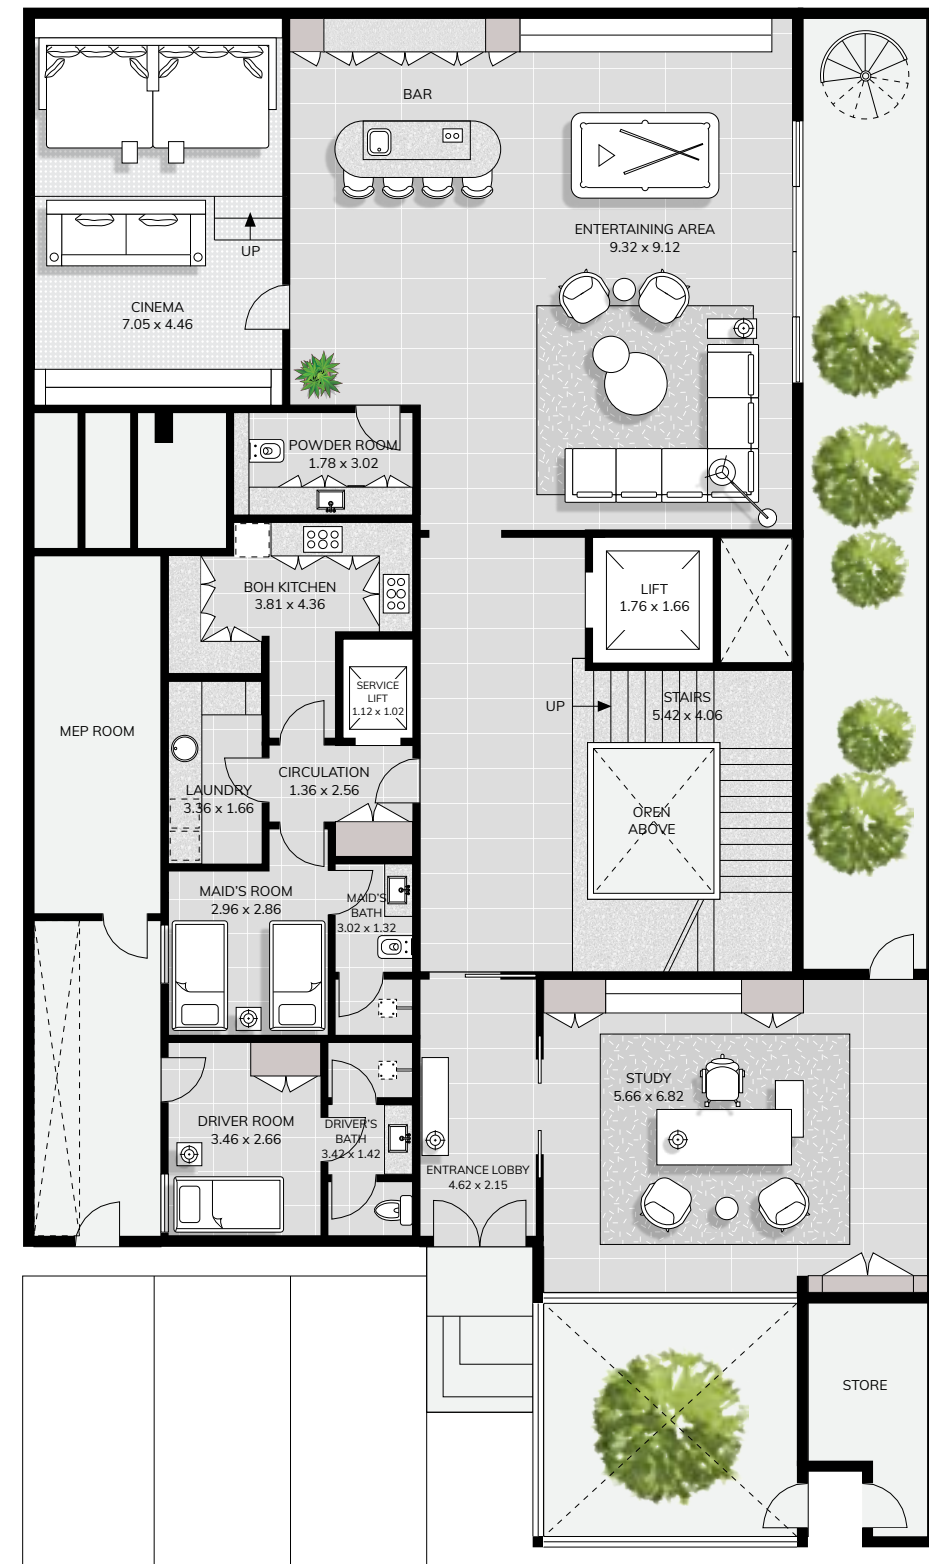 BAR
ENTERTAINING AREA
9.32 x 9.12
UP
CINEMA
7.05 x 4.46
POWDER ROOM
1.78 x 3.02
BOH KITCHEN
3.81 x 4.36
LIFT
1.76 x 1.66
SERVICE
LIFT
1.12 x 1.02
STAIRS
5.42 x 4.06
UP
MEP ROOM
CIRCULATION
1.36 x 2.56
LAUNDRY
3.36 x 1.66
OPEN
ABOVE
MAID'S ROOM
2.96 x 2.86
MAID'S
BATH
3.02 x 1.32
STUDY
5.66 x 6.82
DRIVER ROOM
3.46 x 2.66
DRIVER'S
BATH
3.42 x 1.42
ENTRANCE LOBBY
4.62 x 2.15
STORE